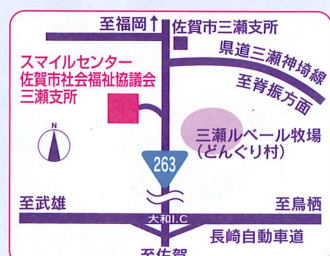 至福岡↑
佐賀市三瀬支所
県道三瀬神埼線
至脊振方面
スマイルセンター
佐賀市社会福祉協議会
三瀬支所
N
三瀬ルベール牧場
(どんぐり村)
263
至武雄
至鳥栖
大和I.C
長崎自動車道
至佐賀